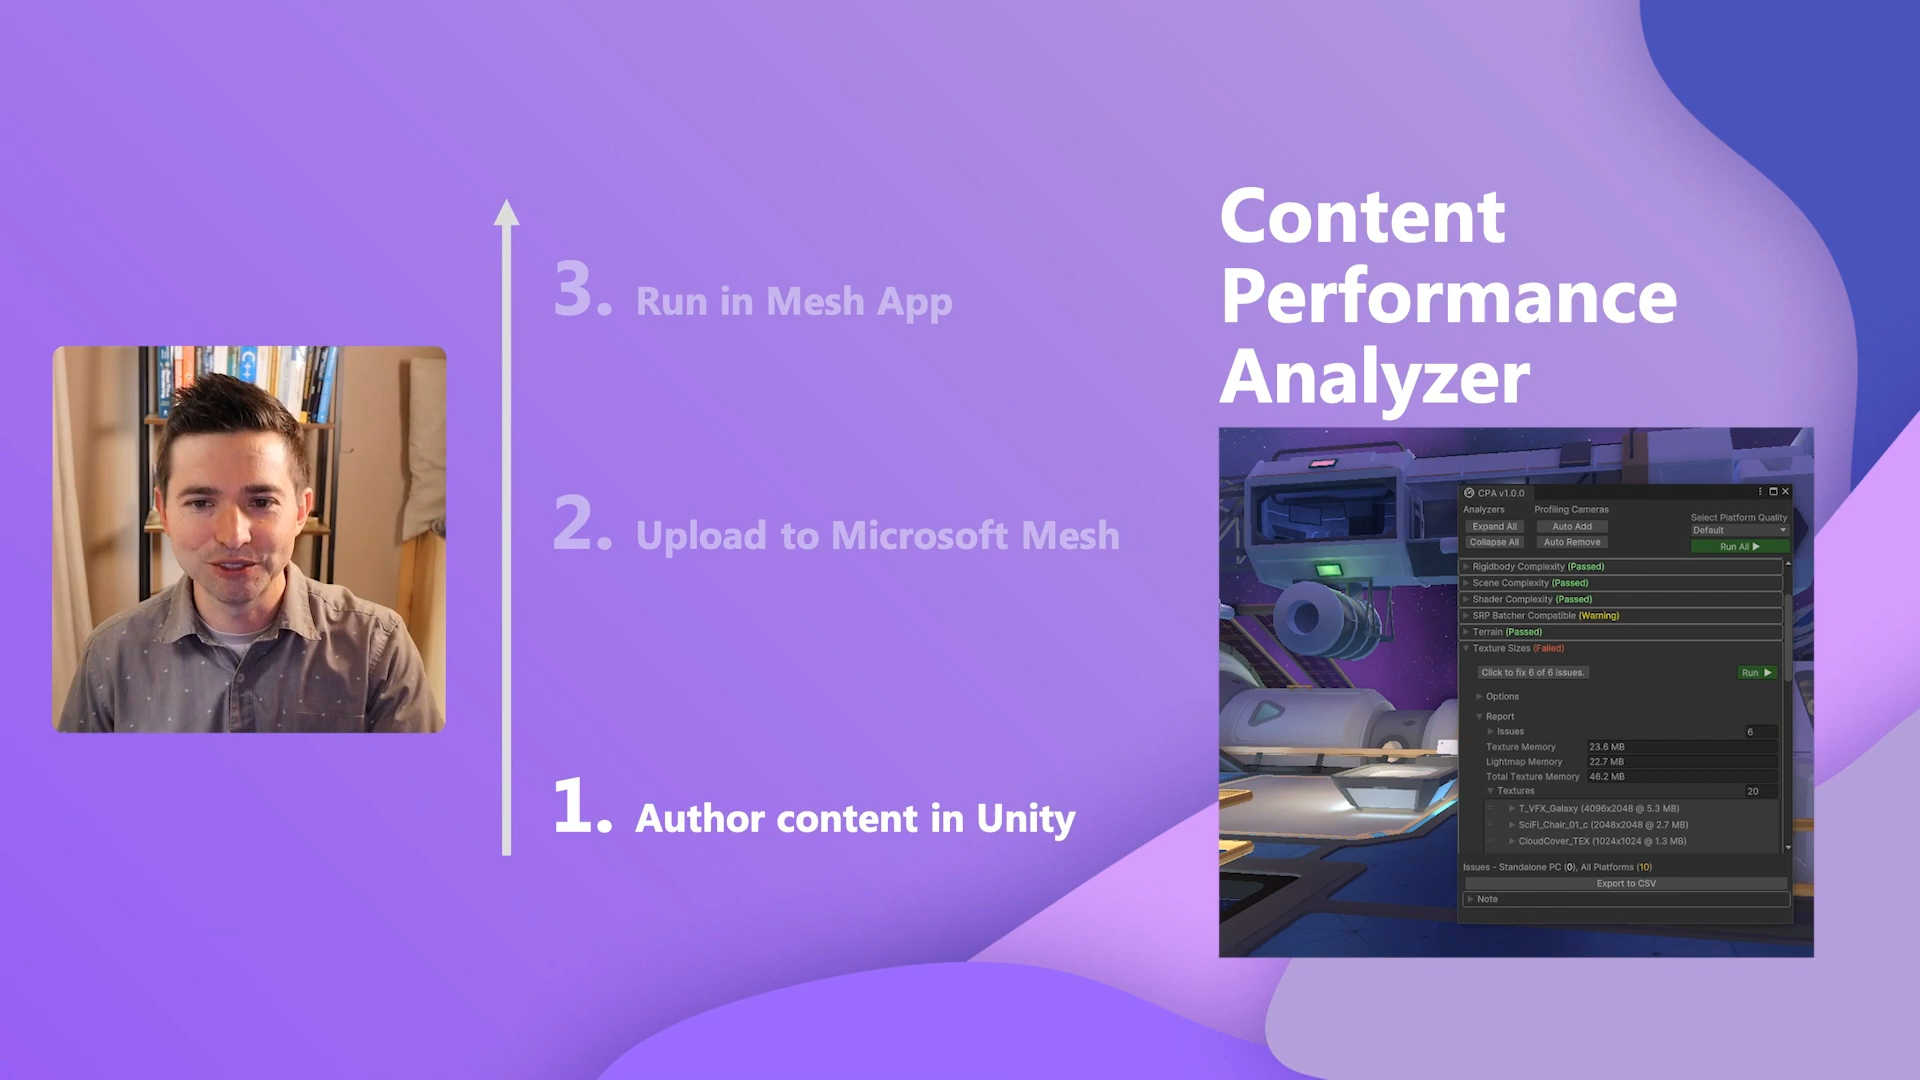 3. Run in Mesh App
2. Upload to Microsoft Mesh
1. Author content in Unity
Content
Performance
Analyzer
CPA v1.0.0
Analyzers
Profiling Cameras
Expand All
Auto Add
Collapse All
Auto Remove
Select Platform Quality
Default
Run All
Rigidbody Complexity (Passed)
Scene Complexity (Passed)
Shader Complexity (Passed)
SRP Batcher Compatible (Warning)
Terrain (Passed)
Texture Sizes (Failed)
Click to fix 6 of 6 issues.
Run
Options
Report
Issues 6
Texture Memory 23.6 MB
Lightmap Memory 22.7 MB
Total Texture Memory 46.2 MB
Textures 20
T_VFX_Galaxy (4096x2048 @ 5.3 MB)
SciFi_Chair_01_c (2048x2048 @ 2.7 MB)
CloudCover_TEX (1024x1024 @ 1.3 MB)
Issues - Standalone PC (0), All Platforms (10)
Export to CSV
Note